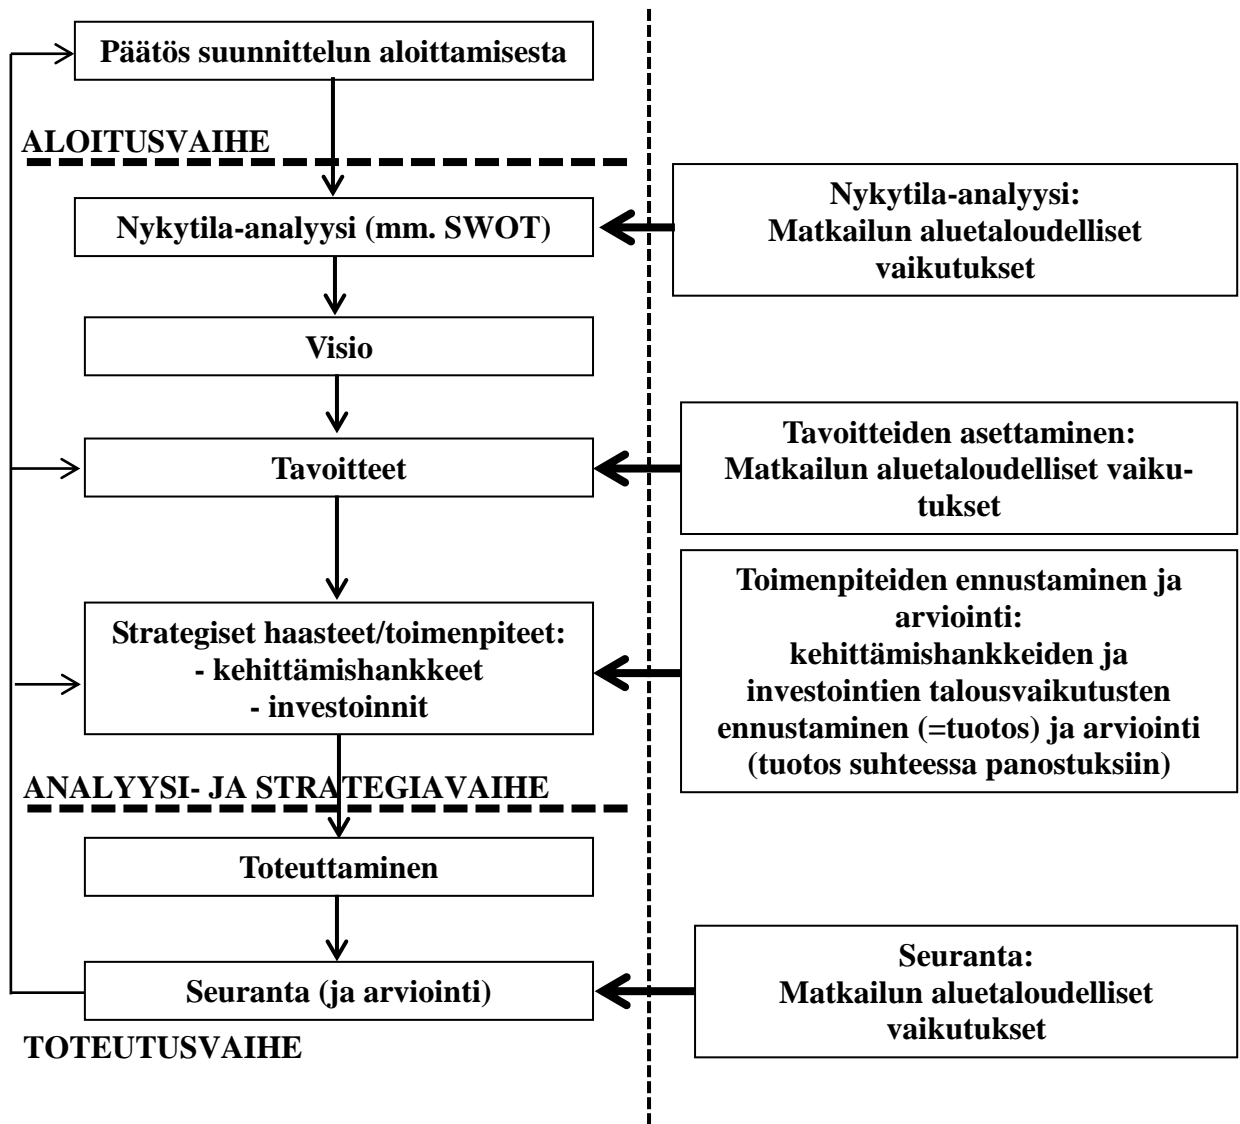 Päätös suunnittelun aloittamisesta
ALOITUSVAIHE
Nykytila-analyysi (mm. SWOT)
Nykytila-analyysi:
Matkailun aluetaloudelliset
vaikutukset
Visio
Tavoitteet
Tavoitteiden asettaminen:
Matkailun aluetaloudelliset vaiku-
tukset
Strategiset haasteet/toimenpiteet:
- kehittämishankkeet
- investoinnit
Toimenpiteiden ennustaminen ja
arviointi:
kehittämishankkeiden ja
investointien talousvaikutusten
ennustaminen (=tuotos) ja arviointi
(tuotos suhteessa panostuksiin)
ANALYYSI- JA STRATEGIAVAIHE
Toteuttaminen
Seuranta (ja arviointi)
Seuranta:
Matkailun aluetaloudelliset
vaikutukset
TOTEUTUSVAIHE